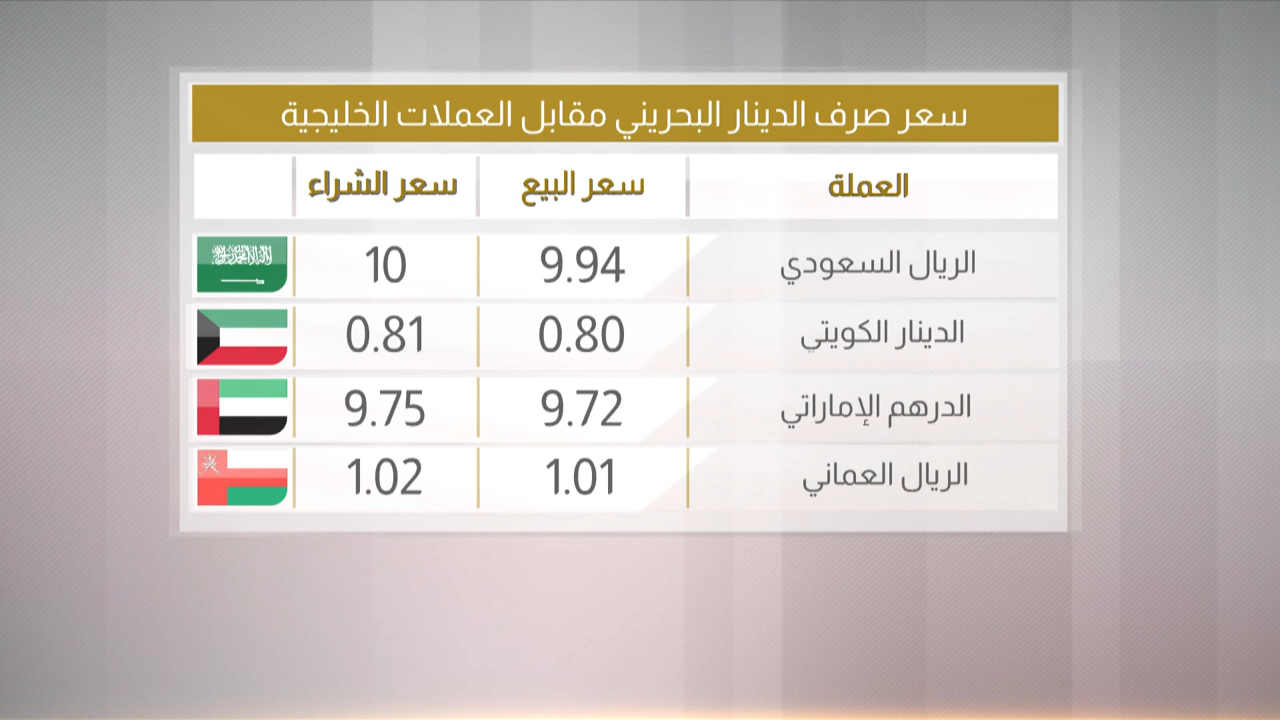 سعر صرف الدينار البحريني مقابل العملات الخليجية
العملة سعر البيع سعر الشراء
الريال السعودي 9.94 10
الدينار الكويتي 0.80 0.81
الدرهم الإماراتي 9.72 9.75
الريال العماني 1.01 1.02